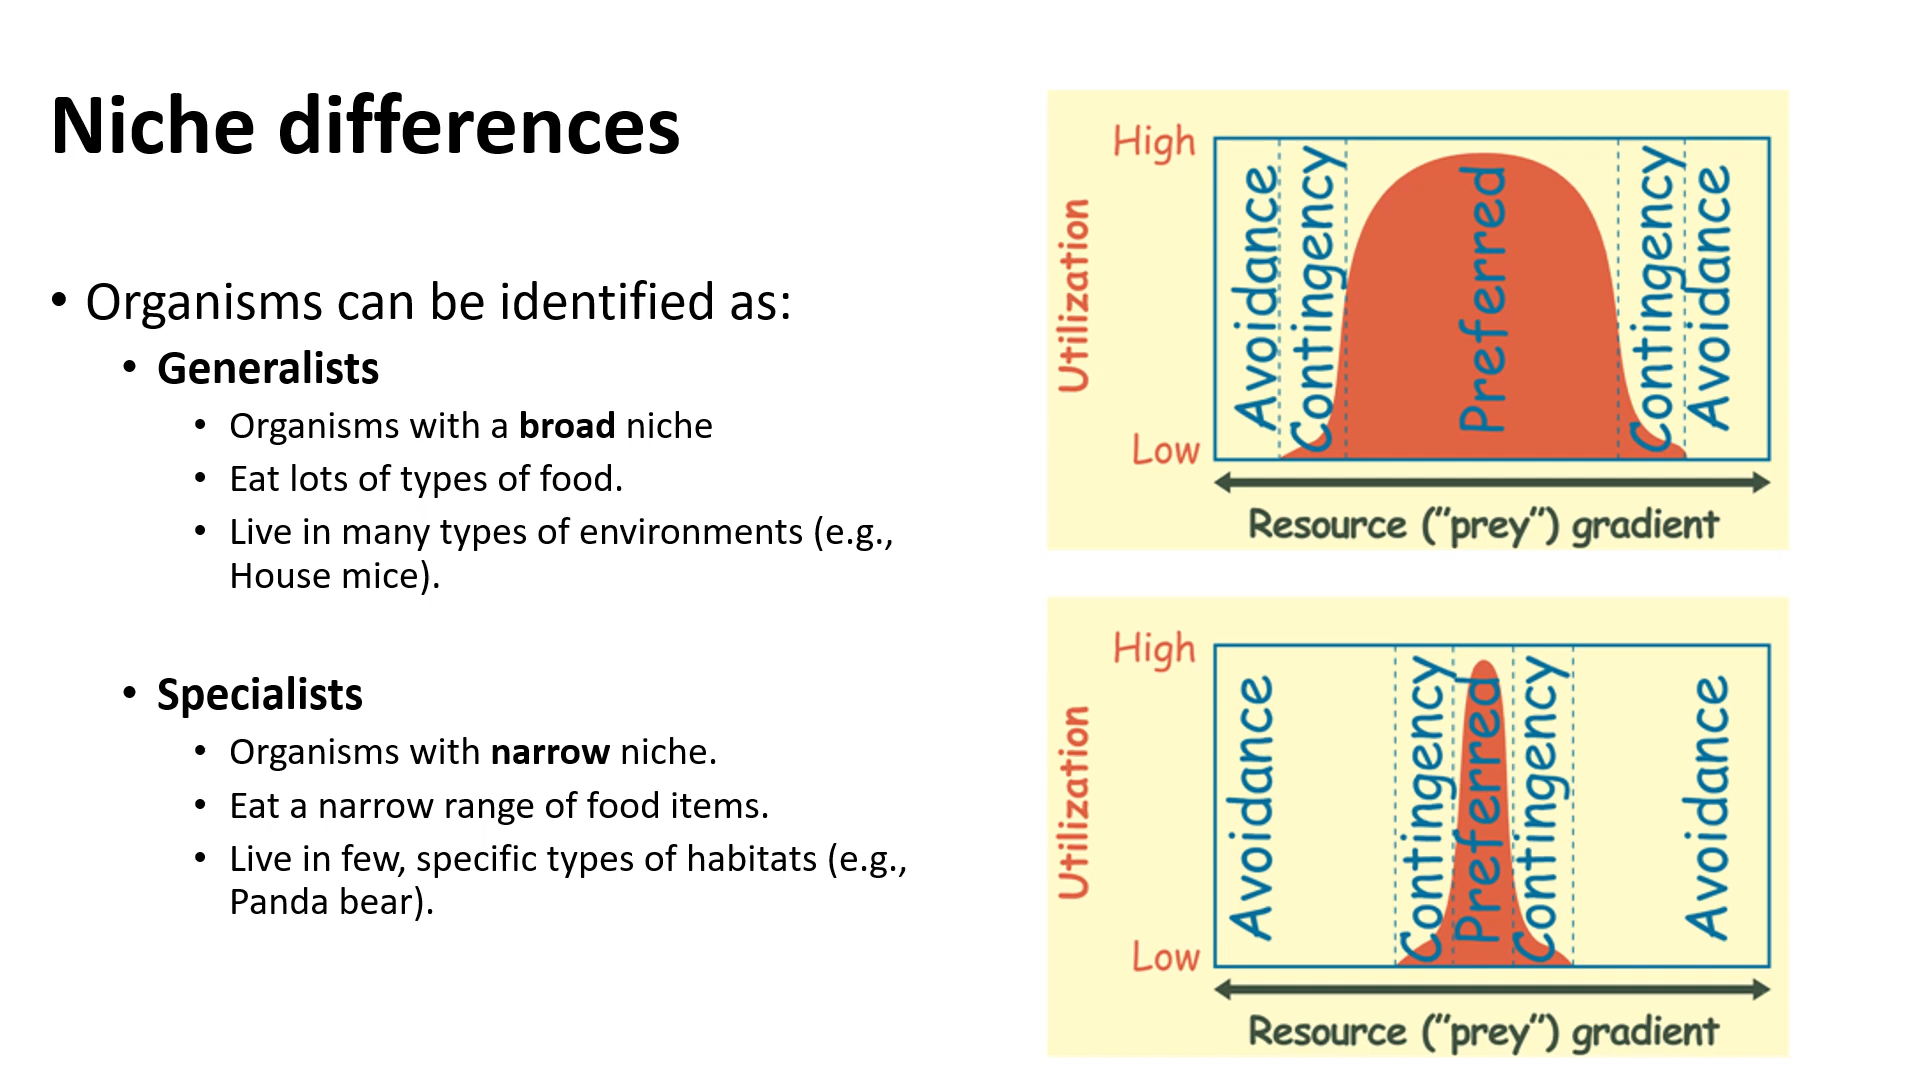 Niche differences
• Organisms can be identified as:
• Generalists
• Organisms with a broad niche
• Eat lots of types of food.
• Live in many types of environments (e.g.,
House mice).
• Specialists
• Organisms with narrow niche.
• Eat a narrow range of food items.
• Live in few, specific types of habitats (e.g.,
Panda bear).
High
Utilization
Low
Avoidance
Contingency
Preferred
Contingency
Avoidance
Resource ("prey") gradient
High
Utilization
Low
Avoidance
Contingency
Preferred
Contingency
Avoidance
Resource ("prey") gradient